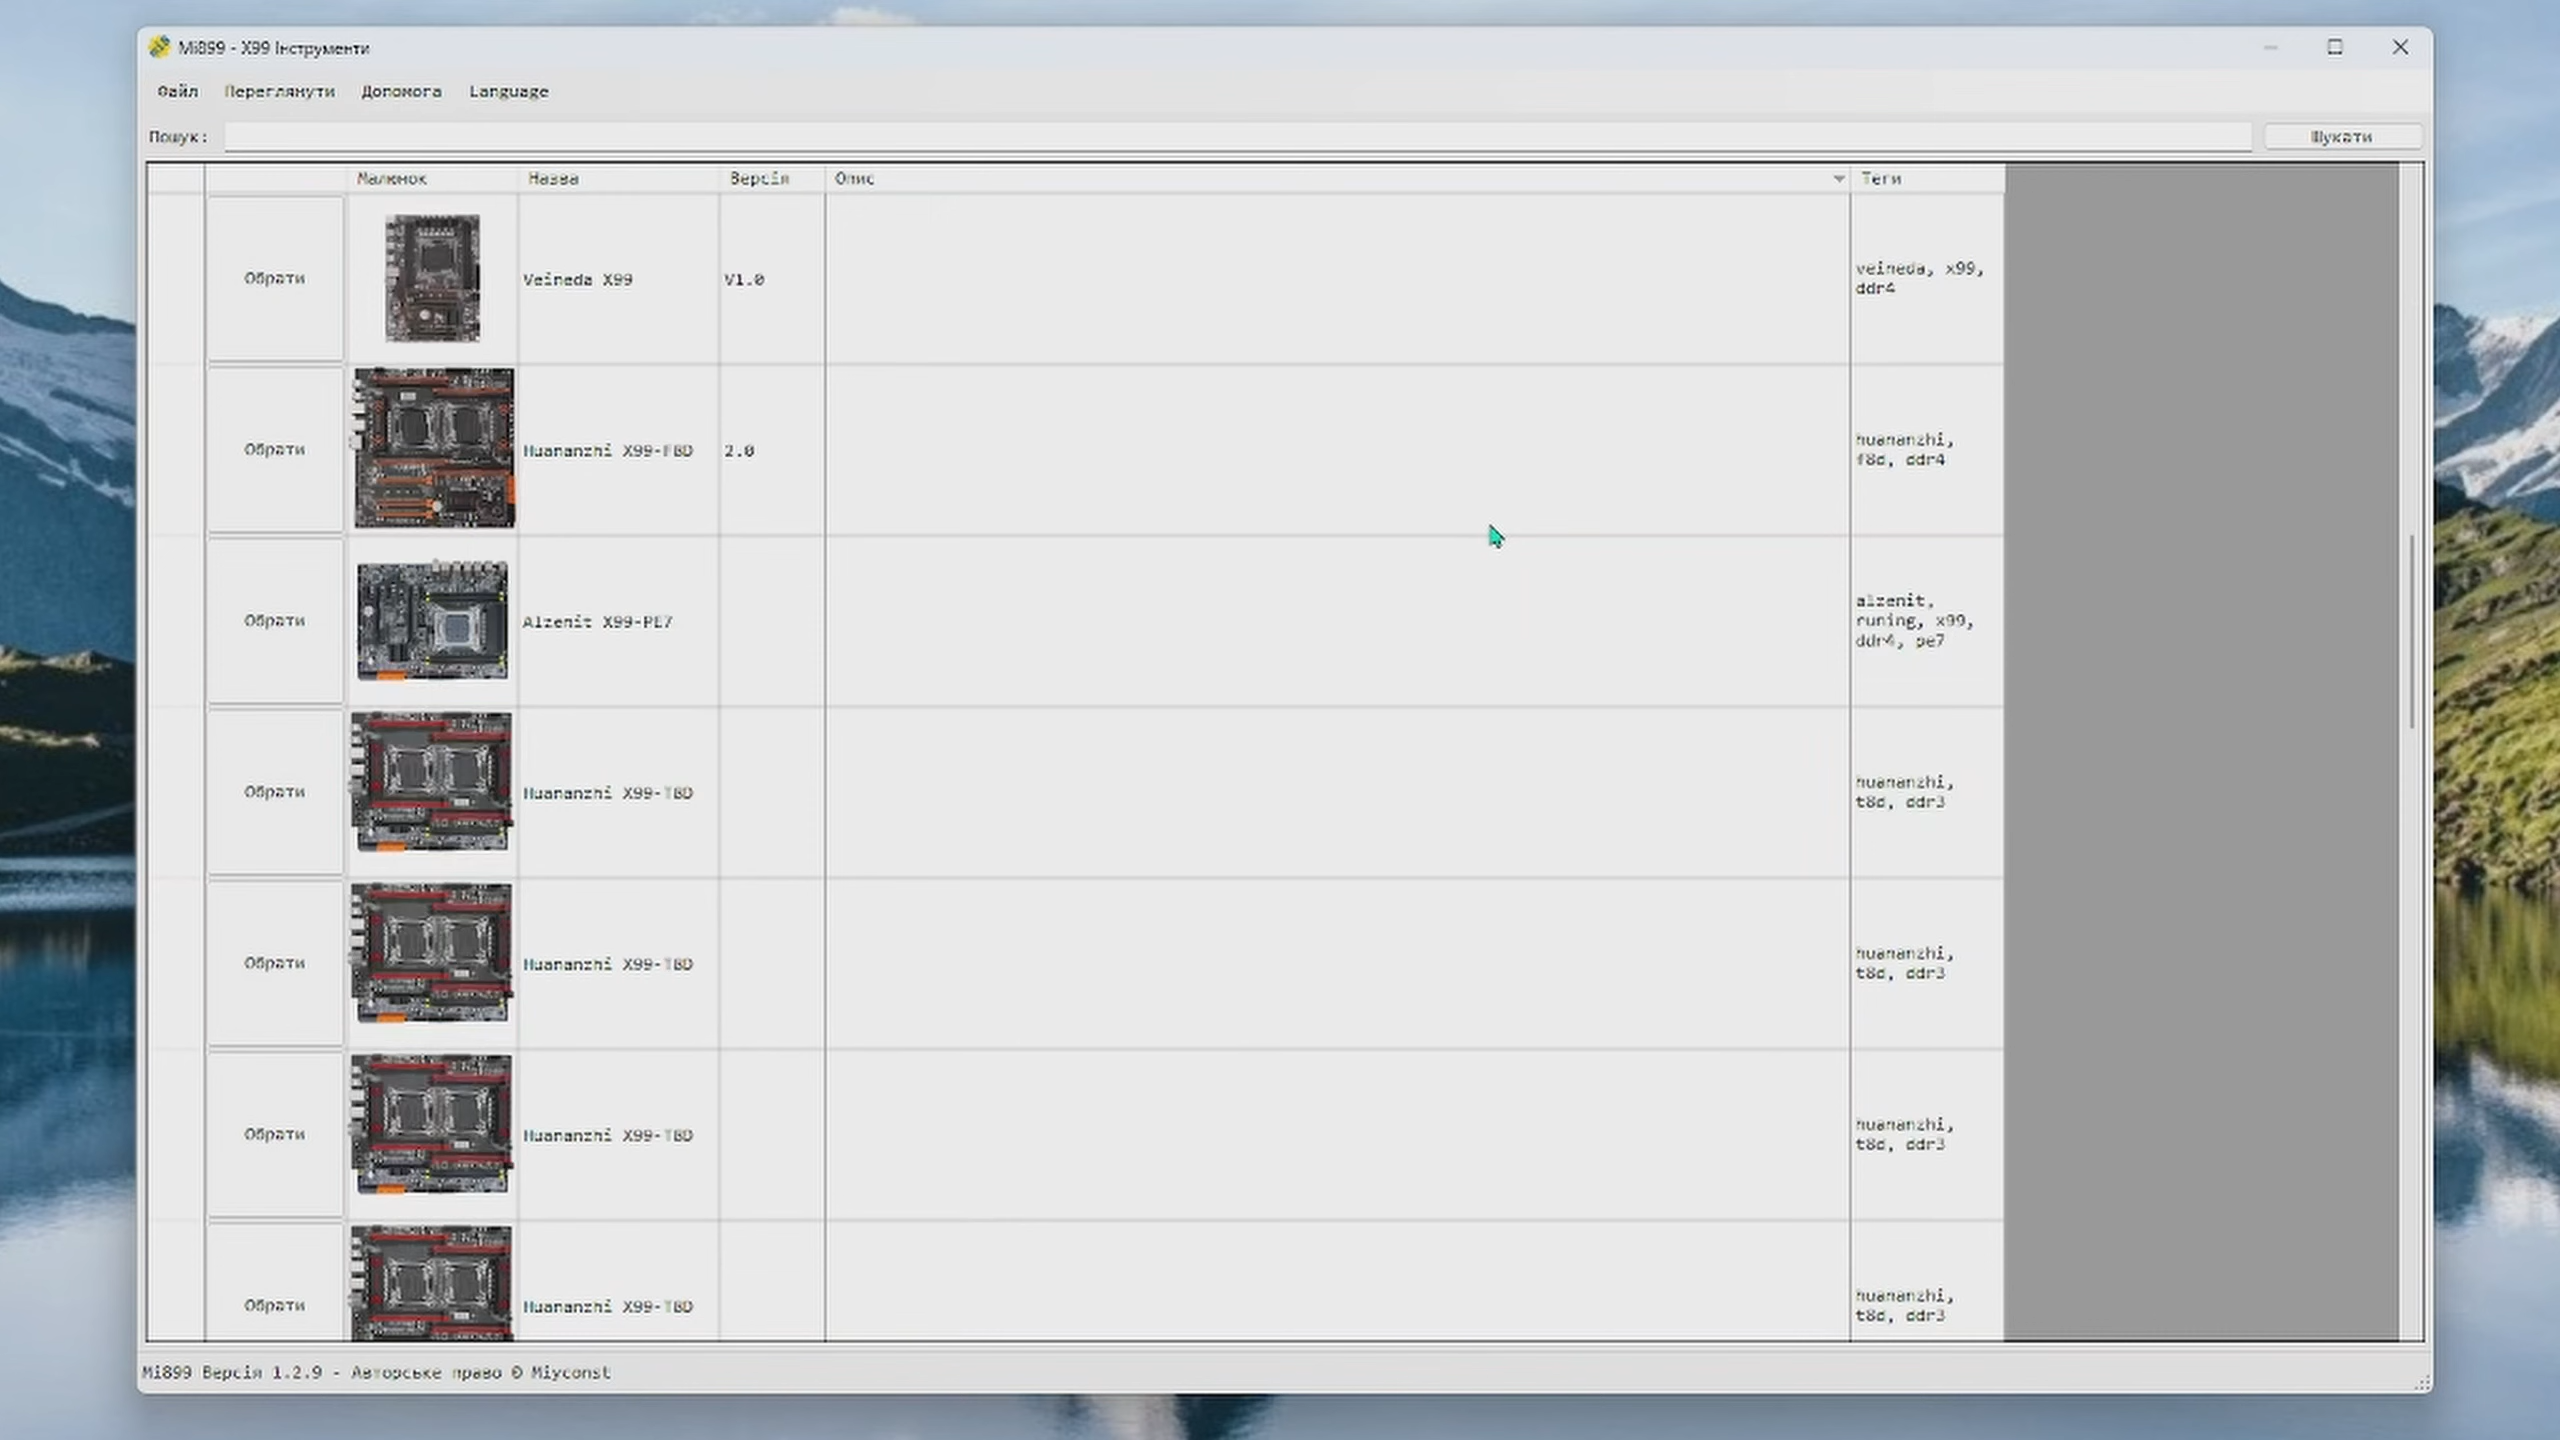 Mi899 - X99 Інструменти
Файл Переглянути Допомога Language
Пошук: Шукати
Малюнок Назва Версія Опис Теги
Обрати Veineda X99 V1.0 veineda, x99,
ddr4
Обрати Huananzhi X99-F8D 2.0 huananzhi,
f8d, ddr4
Обрати Alzenit X99-PE7 alzenit,
runing, x99,
ddr4, pe7
Обрати Huananzhi X99-T8D huananzhi,
t8d, ddr3
Обрати Huananzhi X99-T8D huananzhi,
t8d, ddr3
Обрати Huananzhi X99-T8D huananzhi,
t8d, ddr3
Обрати Huananzhi X99-T8D huananzhi,
t8d, ddr3
Mi899 Версія 1.2.9 - Авторське право © Miyconst